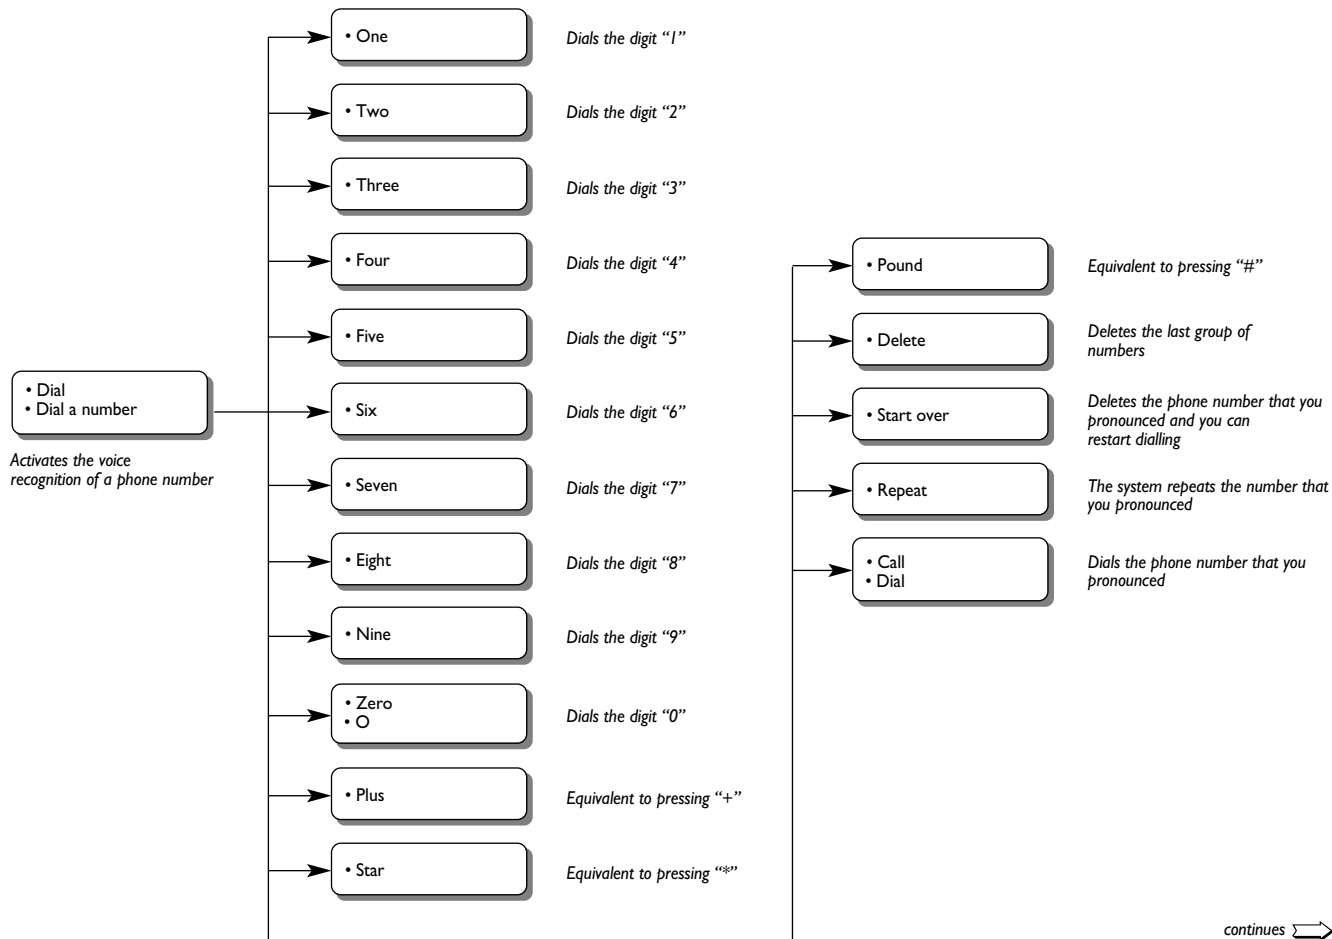 • Dial
• Dial a number
Activates the voice
recognition of a phone number
• One
Dials the digit “1”
• Two
Dials the digit “2”
• Three
Dials the digit “3”
• Four
Dials the digit “4”
• Five
Dials the digit “5”
• Six
Dials the digit “6”
• Seven
Dials the digit “7”
• Eight
Dials the digit “8”
• Nine
Dials the digit “9”
• Zero
• O
Dials the digit “0”
• Plus
Equivalent to pressing “+”
• Star
Equivalent to pressing “*”
• Pound
Equivalent to pressing “#”
• Delete
Deletes the last group of
numbers
• Start over
Deletes the phone number that you
pronounced and you can
restart dialling
• Repeat
The system repeats the number that
you pronounced
• Call
• Dial
Dials the phone number that you
pronounced
continues